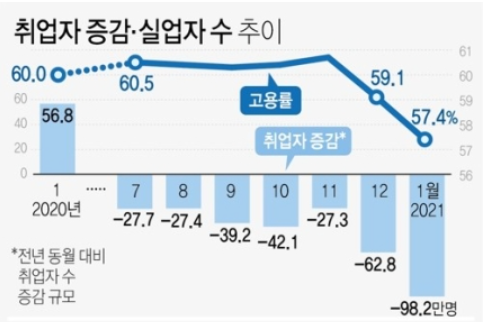 취업자 증감·실업자 수 추이
60.0
60.5
59.1
57.4%
고용률
취업자 증감*
61
60
59
58
57
56
60
40
20
0
56.8
-27.7
-27.4
-39.2
-42.1
-27.3
-62.8
-98.2만명
1 ····· 7 8 9 10 11 12 1월
2020년 2021
*전년 동월 대비
취업자 수
증감 규모